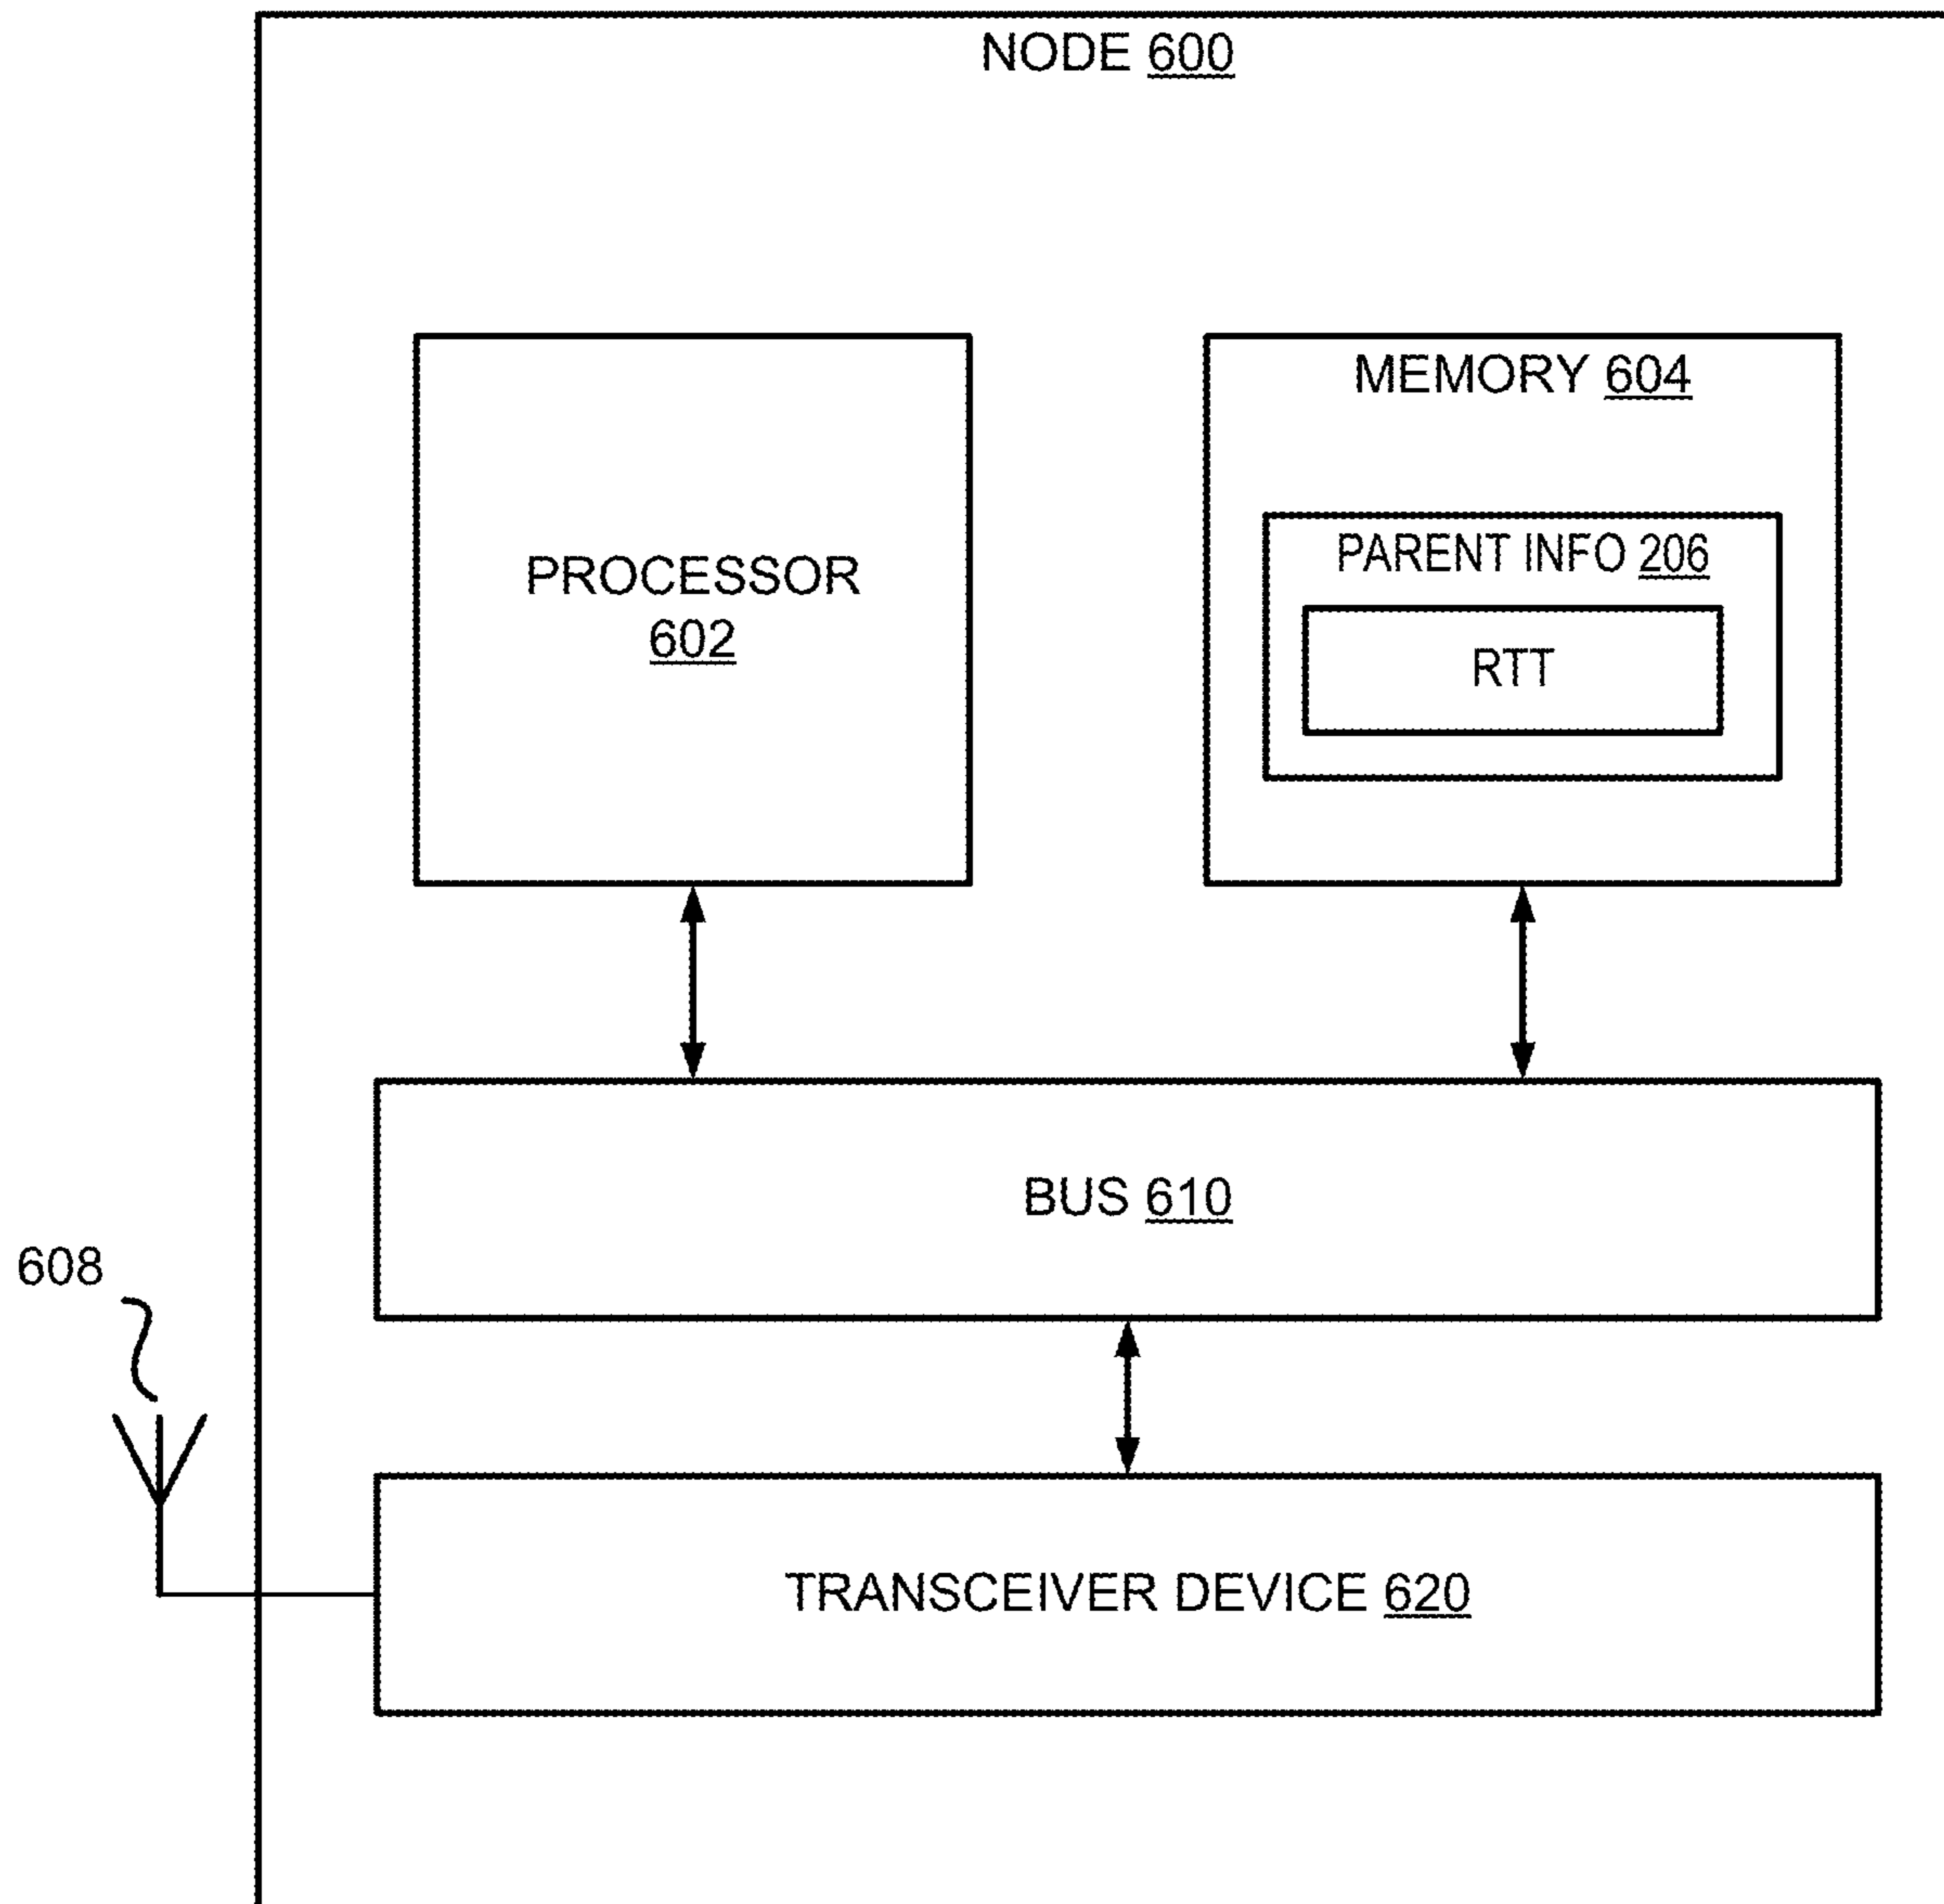 NODE 600
PROCESSOR
602
MEMORY 604
PARENT INFO 206
RTT
BUS 610
608
TRANSCEIVER DEVICE 620